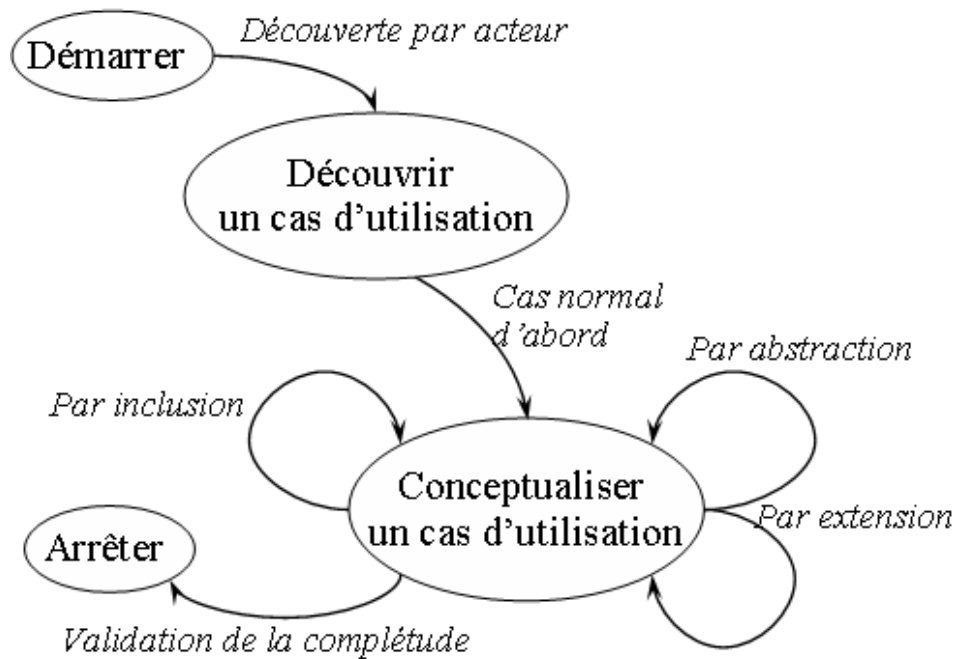 Découverte par acteur
Démarrer
Découvrir
un cas d'utilisation
Cas normal
d'abord
Par abstraction
Par inclusion
Conceptualiser
un cas d'utilisation
Par extension
Arrêter
Validation de la complétude